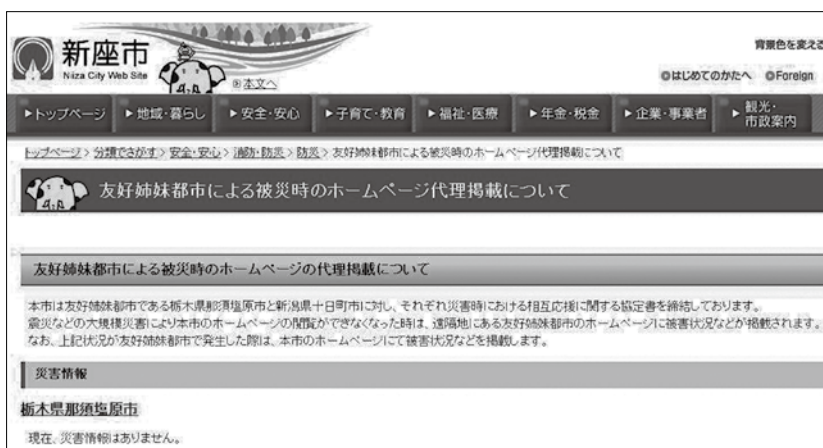 新座市
Niiza City Web Site
本文へ
背景色を変える
はじめてのかたへ Foreign
トップページ 地域・暮らし 安全・安心 子育て・教育 福祉・医療 年金・税金 企業・事業者 観光・市政案内
トップページ > 分類でさがす > 安全・安心 > 消防・防災 > 防災 > 友好姉妹都市による被災時のホームページ代理掲載について
友好姉妹都市による被災時のホームページ代理掲載について
友好姉妹都市による被災時のホームページの代理掲載について
本市は友好姉妹都市である栃木県那須塩原市と新潟県十日町市に対し、それぞれ災害時における相互応援に関する協定書を締結しております。
震災などの大規模災害により本市のホームページの閲覧ができなくなった時は、遠隔地にある友好姉妹都市のホームページに被害状況などが掲載されます。
なお、上記状況が友好姉妹都市で発生した際は、本市のホームページにて被害状況などを掲載します。
災害情報
栃木県那須塩原市
現在、災害情報はありません。